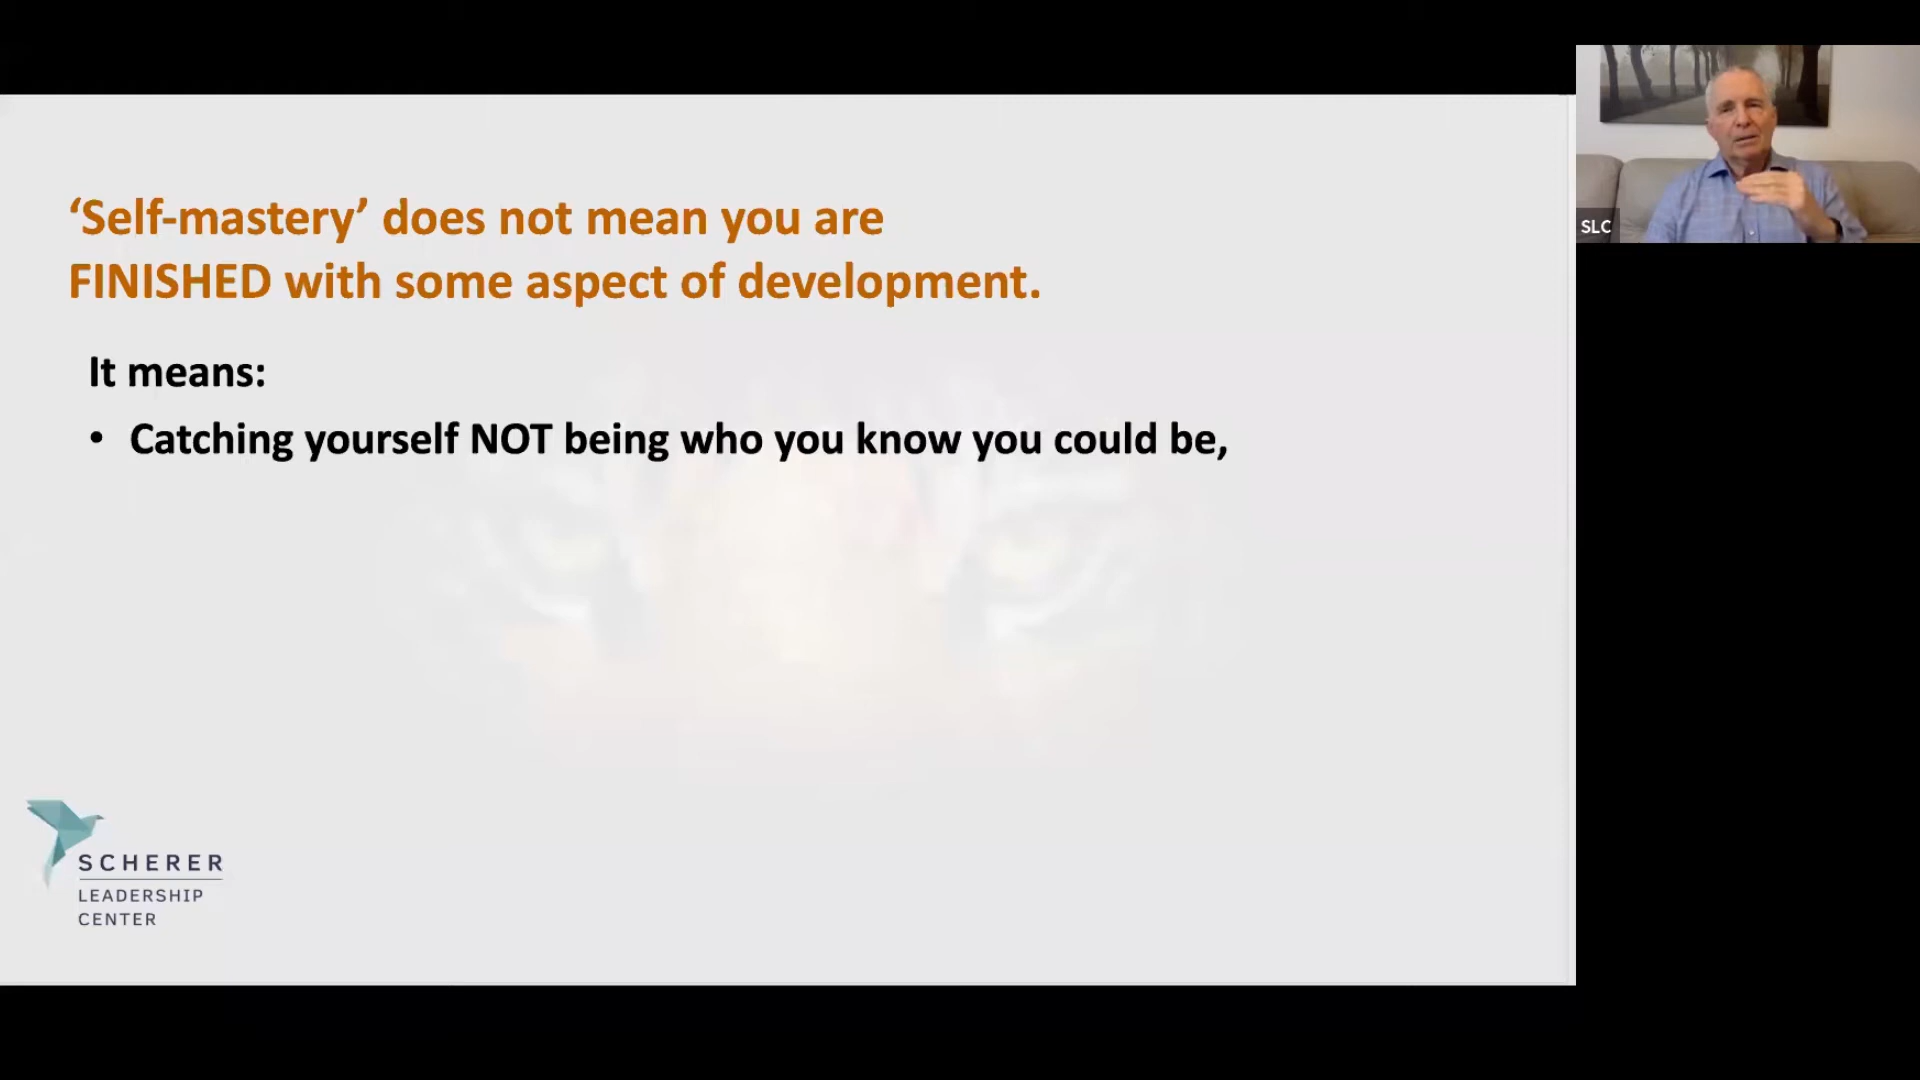 ‘Self-mastery’ does not mean you are
FINISHED with some aspect of development.
It means:
• Catching yourself NOT being who you know you could be,
SCHERER
LEADERSHIP
CENTER
SLC